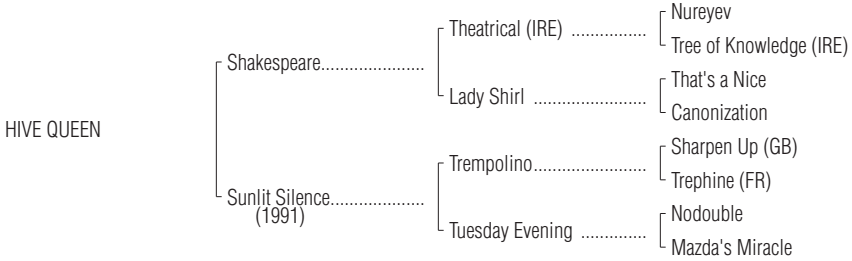 Nureyev
Theatrical (IRE) ................
Tree of Knowledge (IRE)
Shakespeare......................
That's a Nice
Lady Shirl ........................
Canonization
HIVE QUEEN
Sharpen Up (GB)
Trempolino........................
Trephine (FR)
Sunlit Silence....................
(1991)
Nodouble
Tuesday Evening ..............
Mazda's Miracle